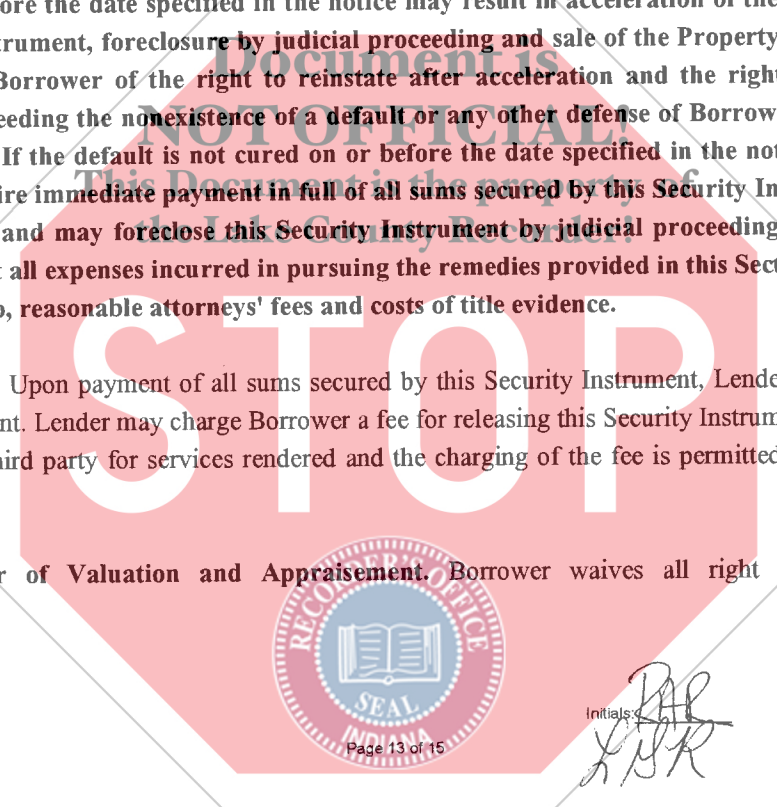 ore the date specified in the notice may result in acceleration of the
trument, foreclosure by judicial proceeding and sale of the Property
Document is
Borrower of the right to reinstate after acceleration and the right
eeding the nonexistence of a default or any other defense of Borrow
NOT OFFICIAL!
If the default is not cured on or before the date specified in the not
ire immediate payment in full of all sums secured by this Security In
This Document is the property of
and may foreclose this Security Instrument by judicial proceeding
the Lake County Recorder!
t all expenses incurred in pursuing the remedies provided in this Sect
o, reasonable attorneys' fees and costs of title evidence.
STOP
Upon payment of all sums secured by this Security Instrument, Lende
nt. Lender may charge Borrower a fee for releasing this Security Instrum
hird party for services rendered and the charging of the fee is permitted
r of Valuation and Appraisement. Borrower waives all right
RECORDER'S OFFICE
SEAL
INDIANA
Initials: RAR
LSR
Page 13 of 15